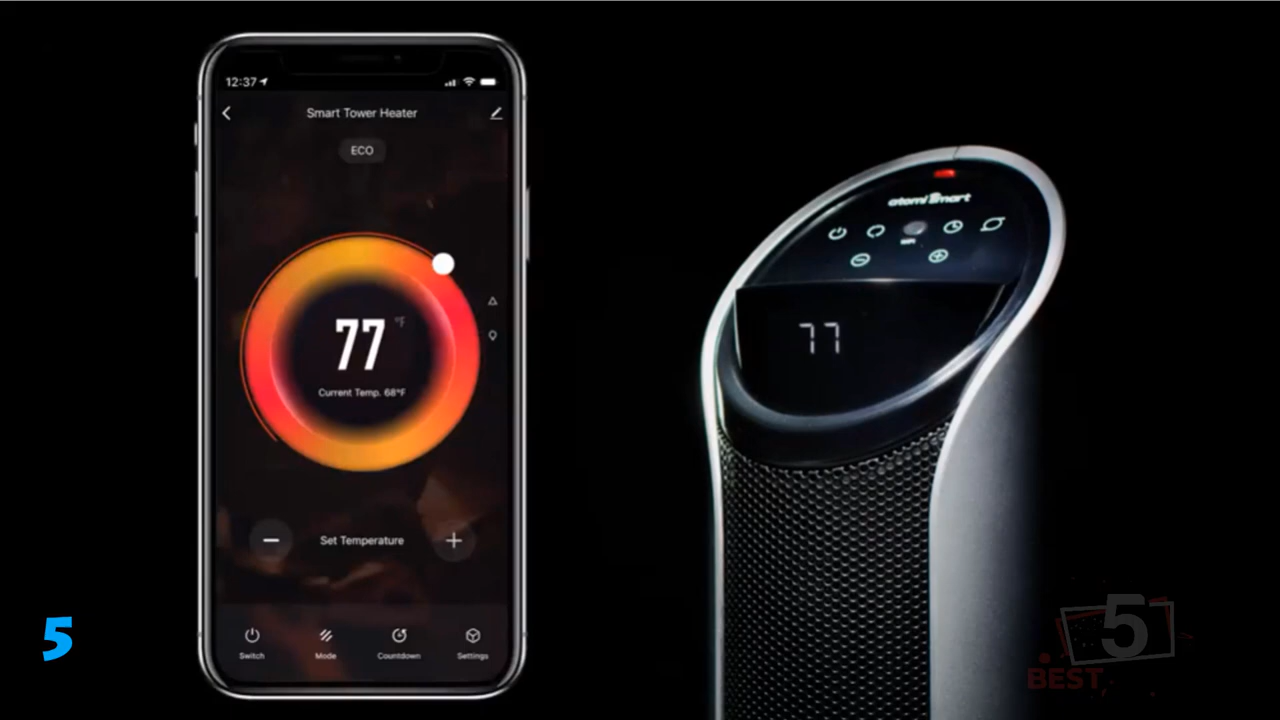 12:37
Smart Tower Heater
ECO
77 °F
Current Temp. 68°F
Set Temperature
Switch Mode Countdown Settings
atomi smart
WiFi
77
5
5
BEST